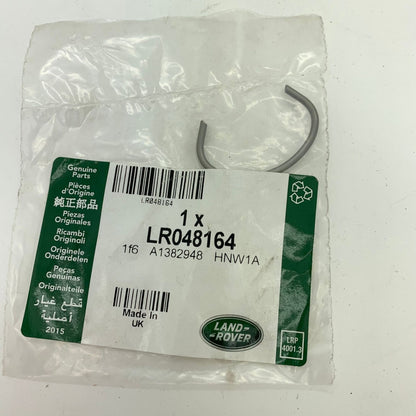 Genuine
Parts
Pièces
d'Origine
純正部品
Piezas
Originales
Ricambi
Originali
Originele
Onderdelen
Peças
Genuinas
Originalteile
قطع غيار
أصلية
2015
LR048164
1 x
LR048164
1f6 A1382948 HNW1A
Made In
UK
LAND-
ROVER
LRP
4001.3